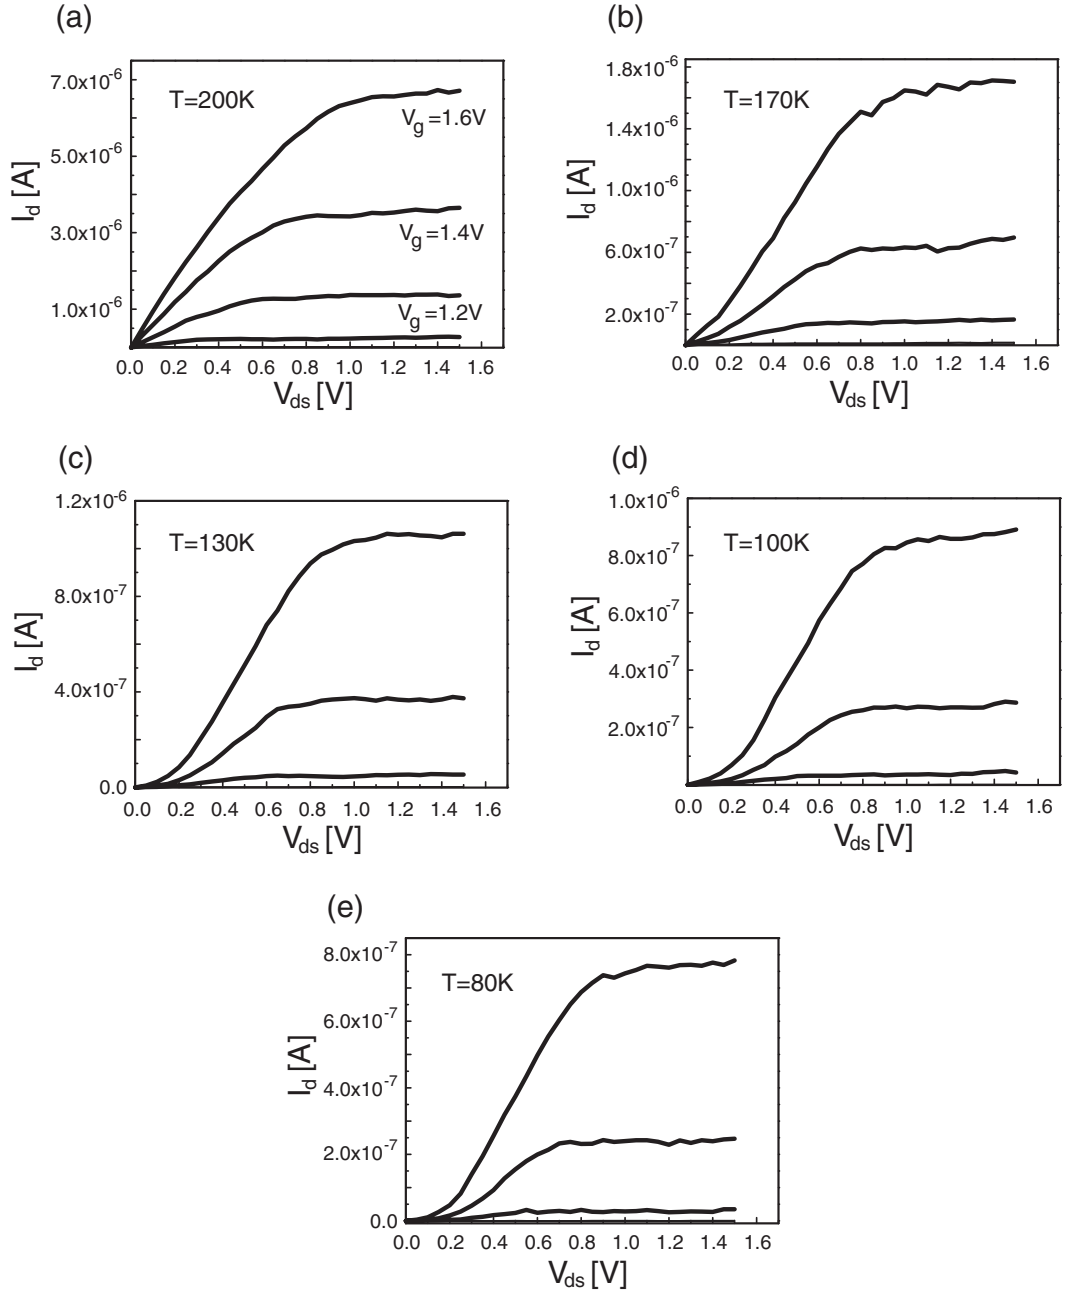 (a)
7.0x10⁻⁶
5.0x10⁻⁶
3.0x10⁻⁶
1.0x10⁻⁶
I_d [A]
T=200K
V_g=1.6V
V_g=1.4V
V_g=1.2V
0.0 0.2 0.4 0.6 0.8 1.0 1.2 1.4 1.6
V_ds [V]
(b)
1.8x10⁻⁶
1.4x10⁻⁶
1.0x10⁻⁶
6.0x10⁻⁷
2.0x10⁻⁷
I_d [A]
T=170K
0.0 0.2 0.4 0.6 0.8 1.0 1.2 1.4 1.6
V_ds [V]
(c)
1.2x10⁻⁶
8.0x10⁻⁷
4.0x10⁻⁷
0.0
I_d [A]
T=130K
0.0 0.2 0.4 0.6 0.8 1.0 1.2 1.4 1.6
V_ds [V]
(d)
1.0x10⁻⁶
8.0x10⁻⁷
6.0x10⁻⁷
4.0x10⁻⁷
2.0x10⁻⁷
I_d [A]
T=100K
0.0 0.2 0.4 0.6 0.8 1.0 1.2 1.4 1.6
V_ds [V]
(e)
8.0x10⁻⁷
6.0x10⁻⁷
4.0x10⁻⁷
2.0x10⁻⁷
0.0
I_d [A]
T=80K
0.0 0.2 0.4 0.6 0.8 1.0 1.2 1.4 1.6
V_ds [V]